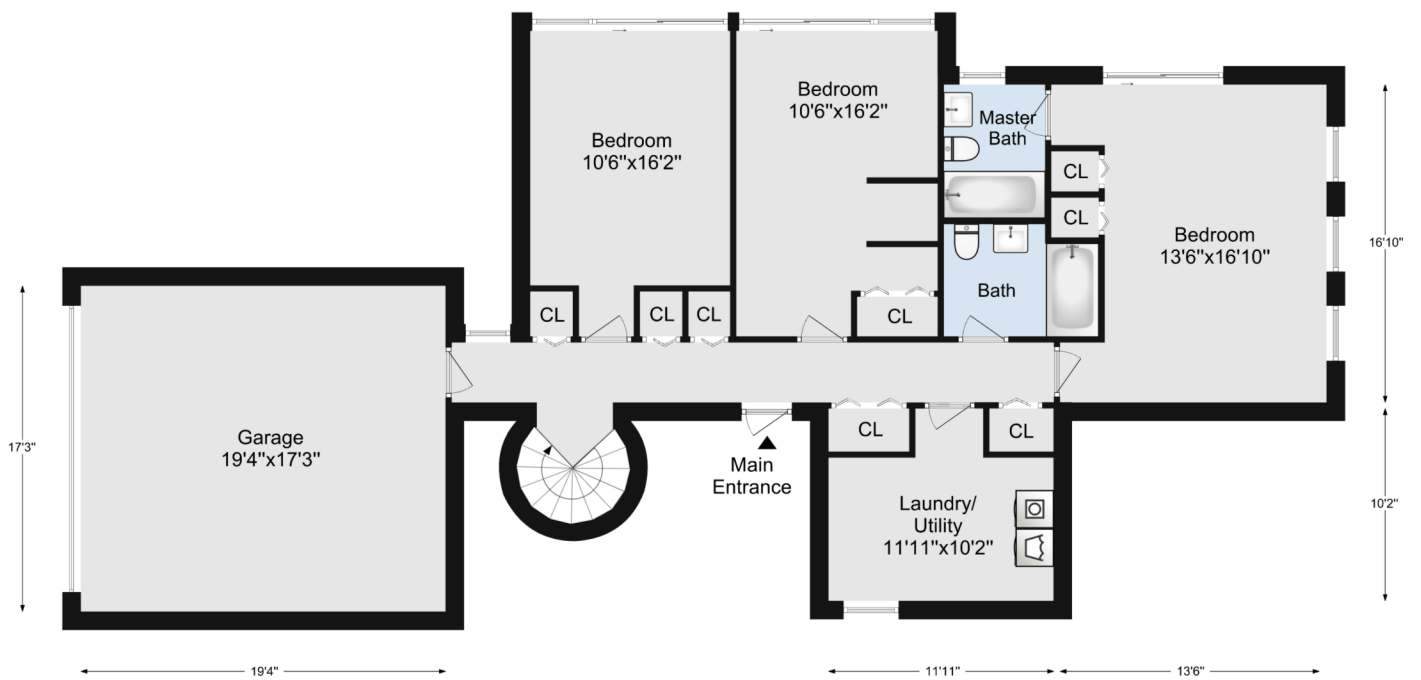 Bedroom
10'6"x16'2"
Bedroom
10'6"x16'2"
Master
Bath
CL
CL
Bedroom
13'6"x16'10"
16'10"
Bath
CL
CL
CL
CL
Garage
19'4"x17'3"
17'3"
Main
Entrance
CL
CL
Laundry/
Utility
11'11"x10'2"
10'2"
19'4"
11'11"
13'6"